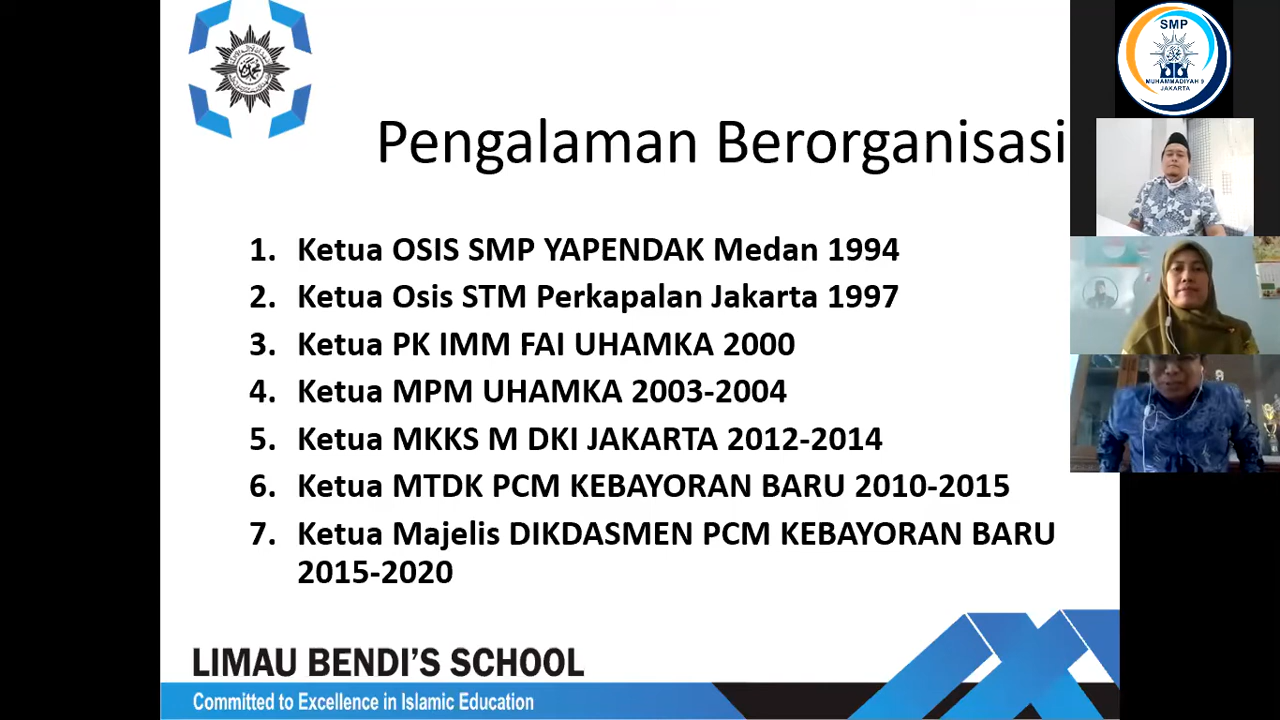 Pengalaman Berorganisasi
1. Ketua OSIS SMP YAPENDAK Medan 1994
2. Ketua Osis STM Perkapalan Jakarta 1997
3. Ketua PK IMM FAI UHAMKA 2000
4. Ketua MPM UHAMKA 2003-2004
5. Ketua MKKS M DKI JAKARTA 2012-2014
6. Ketua MTDK PCM KEBAYORAN BARU 2010-2015
7. Ketua Majelis DIKDASMEN PCM KEBAYORAN BARU
2015-2020
LIMAU BENDI'S SCHOOL
Committed to Excellence in Islamic Education
SMP
MUHAMMADIYAH 9
JAKARTA